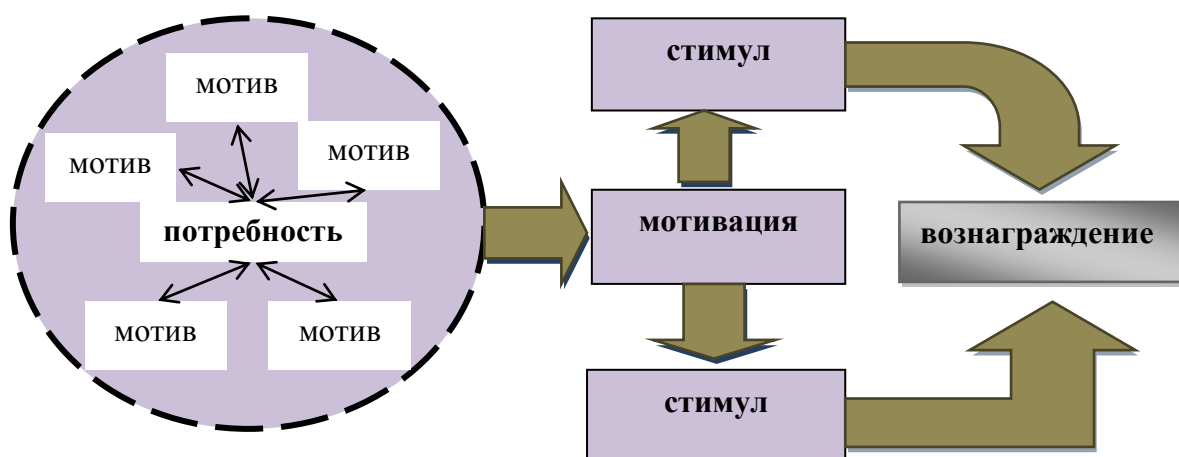 мотив
мотив
мотив
потребность
мотив
мотив
стимул
мотивация
вознаграждение
стимул